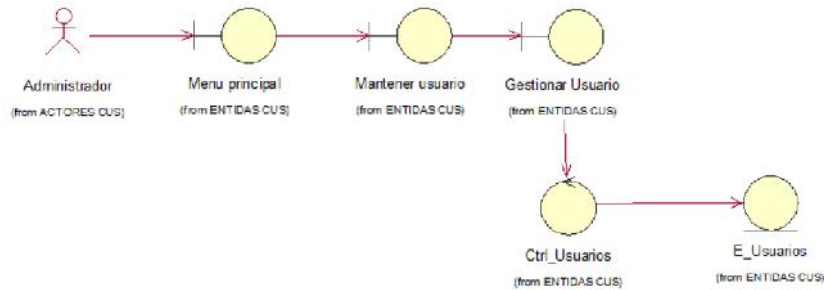 Administrador
(from ACTORES CUS)
Menu principal
(from ENTIDAS CUS)
Mantener usuario
(from ENTIDAS CUS)
Gestionar Usuario
(from ENTIDAS CUS)
Ctrl_Usuarios
(from ENTIDAS CUS)
E_Usuarios
(from ENTIDAS CUS)